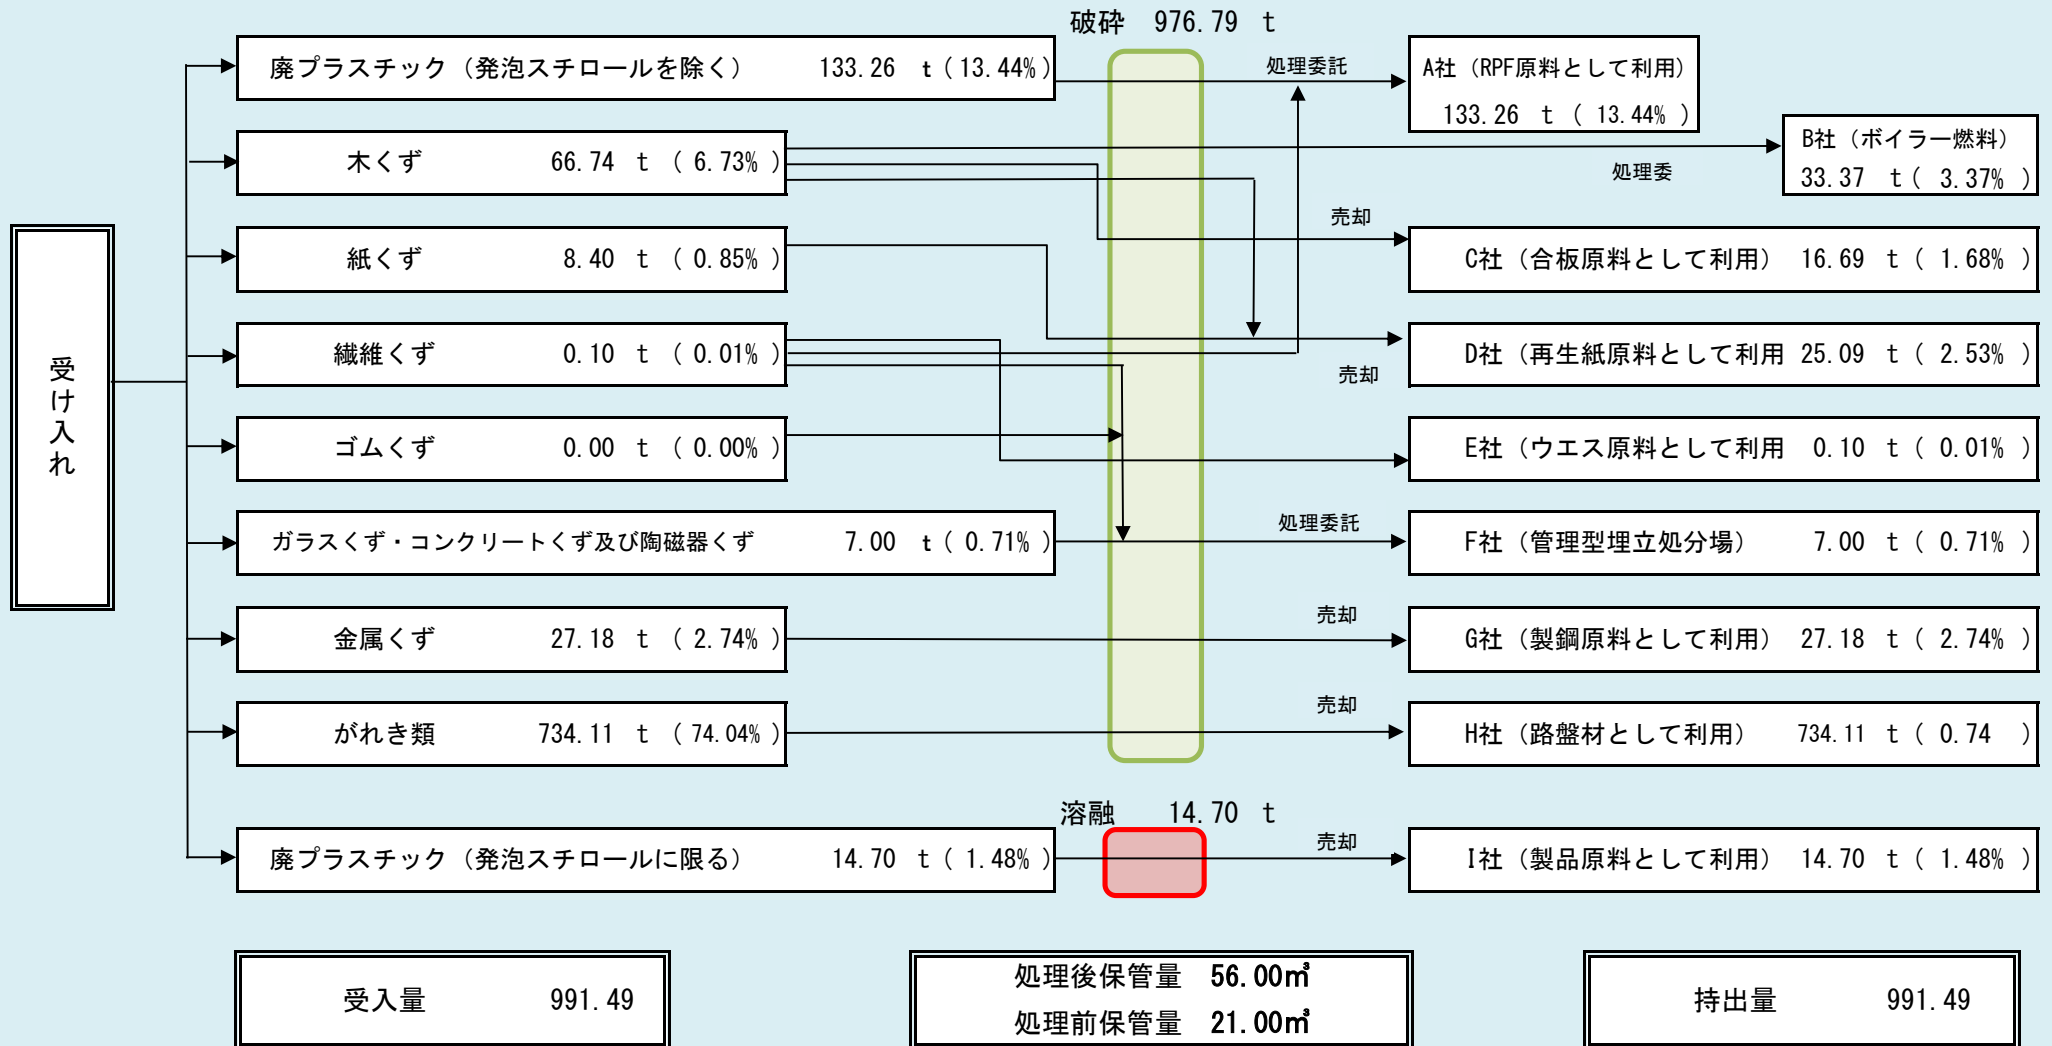 破砕 976.79 t
廃プラスチック（発泡スチロールを除く） 133.26 t (13.44%)
処理委託
A社（RPF原料として利用）
133.26 t ( 13.44% )
木くず 66.74 t ( 6.73% )
B社（ボイラー燃料）
33.37 t ( 3.37% )
処理委
売却
紙くず 8.40 t ( 0.85% )
C社（合板原料として利用） 16.69 t ( 1.68% )
受け入れ
繊維くず 0.10 t ( 0.01% )
D社（再生紙原料として利用 25.09 t ( 2.53% )
売却
ゴムくず 0.00 t ( 0.00% )
E社（ウエス原料として利用 0.10 t ( 0.01% )
ガラスくず・コンクリートくず及び陶磁器くず 7.00 t ( 0.71% )
処理委託
F社（管理型埋立処分場） 7.00 t ( 0.71% )
売却
金属くず 27.18 t ( 2.74% )
G社（製鋼原料として利用） 27.18 t ( 2.74% )
売却
がれき類 734.11 t ( 74.04% )
H社（路盤材として利用） 734.11 t ( 0.74 )
溶融 14.70 t
売却
廃プラスチック（発泡スチロールに限る） 14.70 t ( 1.48% )
I社（製品原料として利用） 14.70 t ( 1.48% )
受入量 991.49
処理後保管量 56.00㎥
処理前保管量 21.00㎥
持出量 991.49